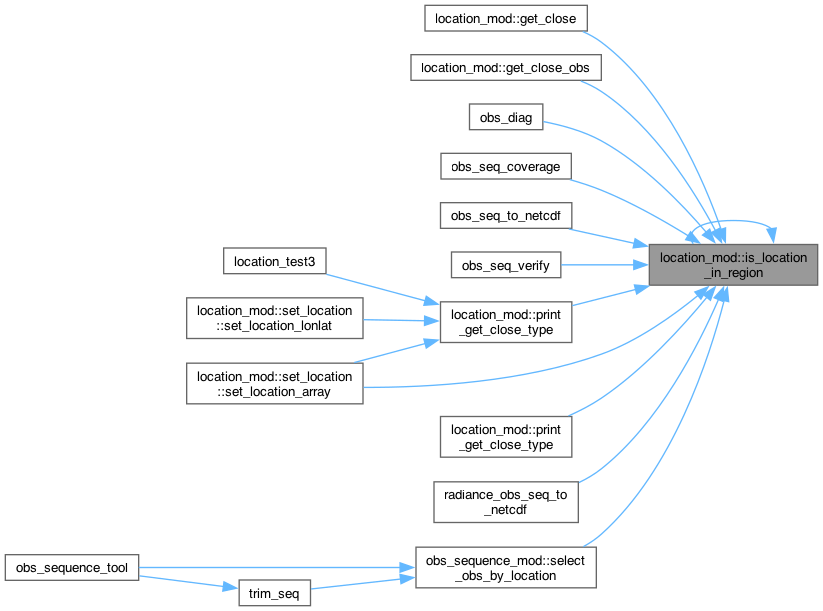 location_mod::get_close
location_mod::get_close_obs
obs_diag
obs_seq_coverage
obs_seq_to_netcdf
location_mod::is_location
_in_region
location_test3
obs_seq_verify
location_mod::set_location
::set_location_lonlat
location_mod::print
_get_close_type
location_mod::set_location
::set_location_array
location_mod::print
_get_close_type
radiance_obs_seq_to
_netcdf
obs_sequence_tool
obs_sequence_mod::select
_obs_by_location
trim_seq